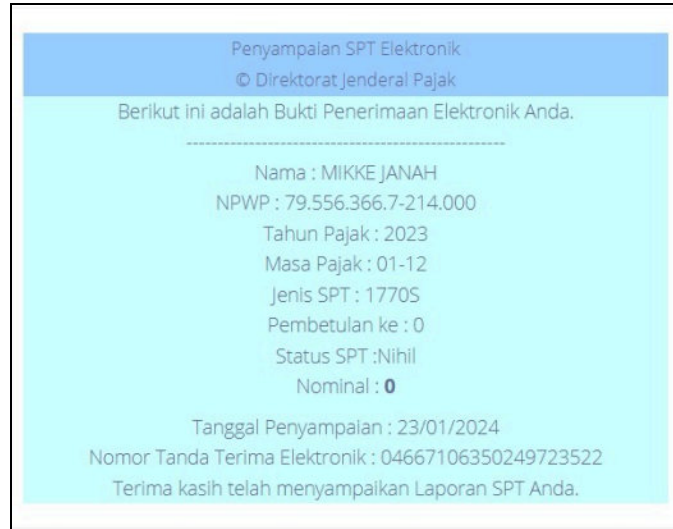 Penyampaian SPT Elektronik
© Direktorat Jenderal Pajak
Berikut ini adalah Bukti Penerimaan Elektronik Anda.
----------------------------------------------------
Nama : MIKKE JANAH
NPWP : 79.556.366.7-214.000
Tahun Pajak : 2023
Masa Pajak : 01-12
Jenis SPT : 1770S
Pembetulan ke : 0
Status SPT :Nihil
Nominal : 0
Tanggal Penyampaian : 23/01/2024
Nomor Tanda Terima Elektronik : 04667106350249723522
Terima kasih telah menyampaikan Laporan SPT Anda.